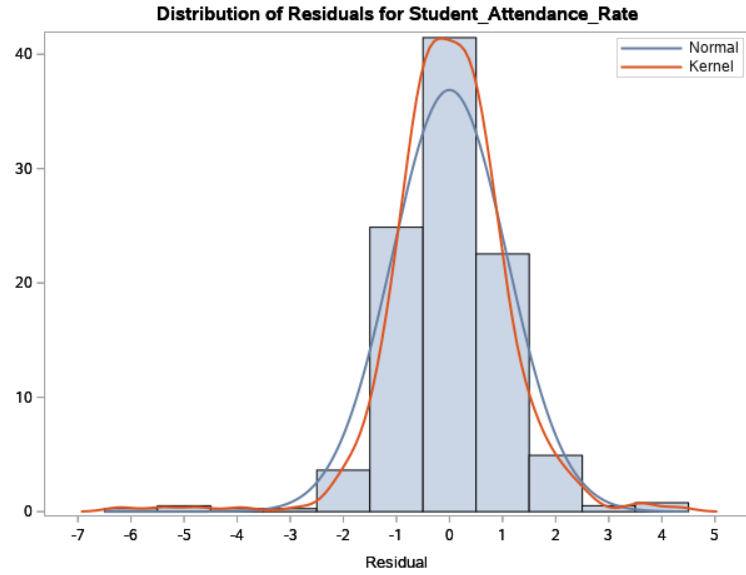 Distribution of Residuals for Student_Attendance_Rate
Normal
Kernel
40
30
20
10
0
-7 -6 -5 -4 -3 -2 -1 0 1 2 3 4 5
Residual